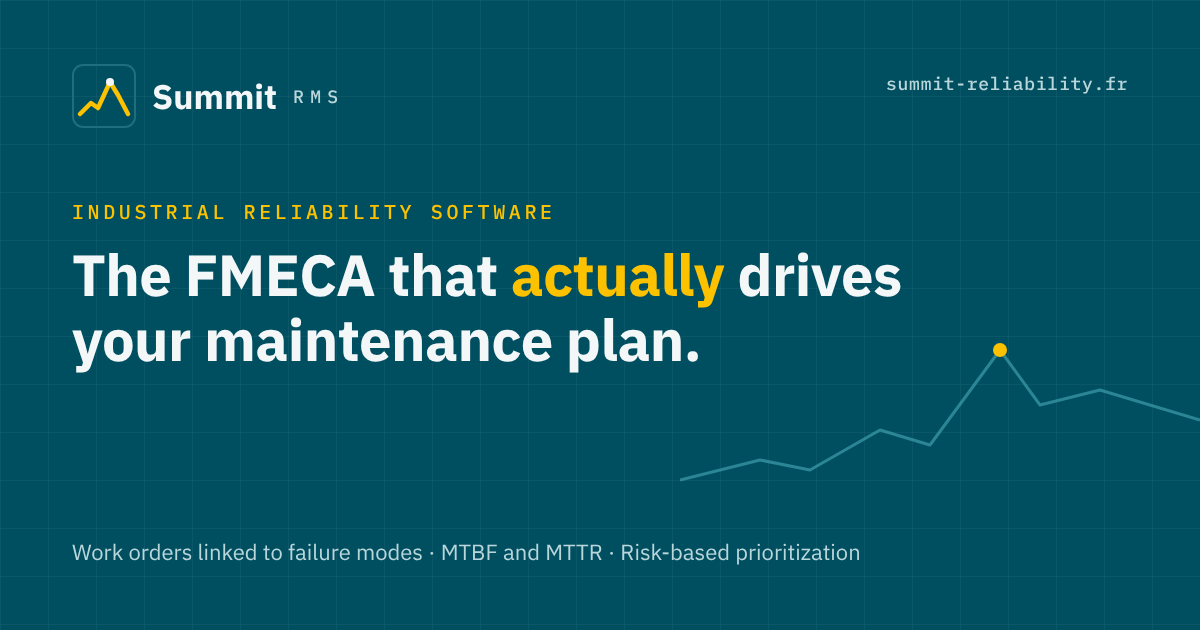 Summit RMS
summit-reliability.fr
INDUSTRIAL RELIABILITY SOFTWARE
The FMECA that actually drives
your maintenance plan.
Work orders linked to failure modes · MTBF and MTTR · Risk-based prioritization